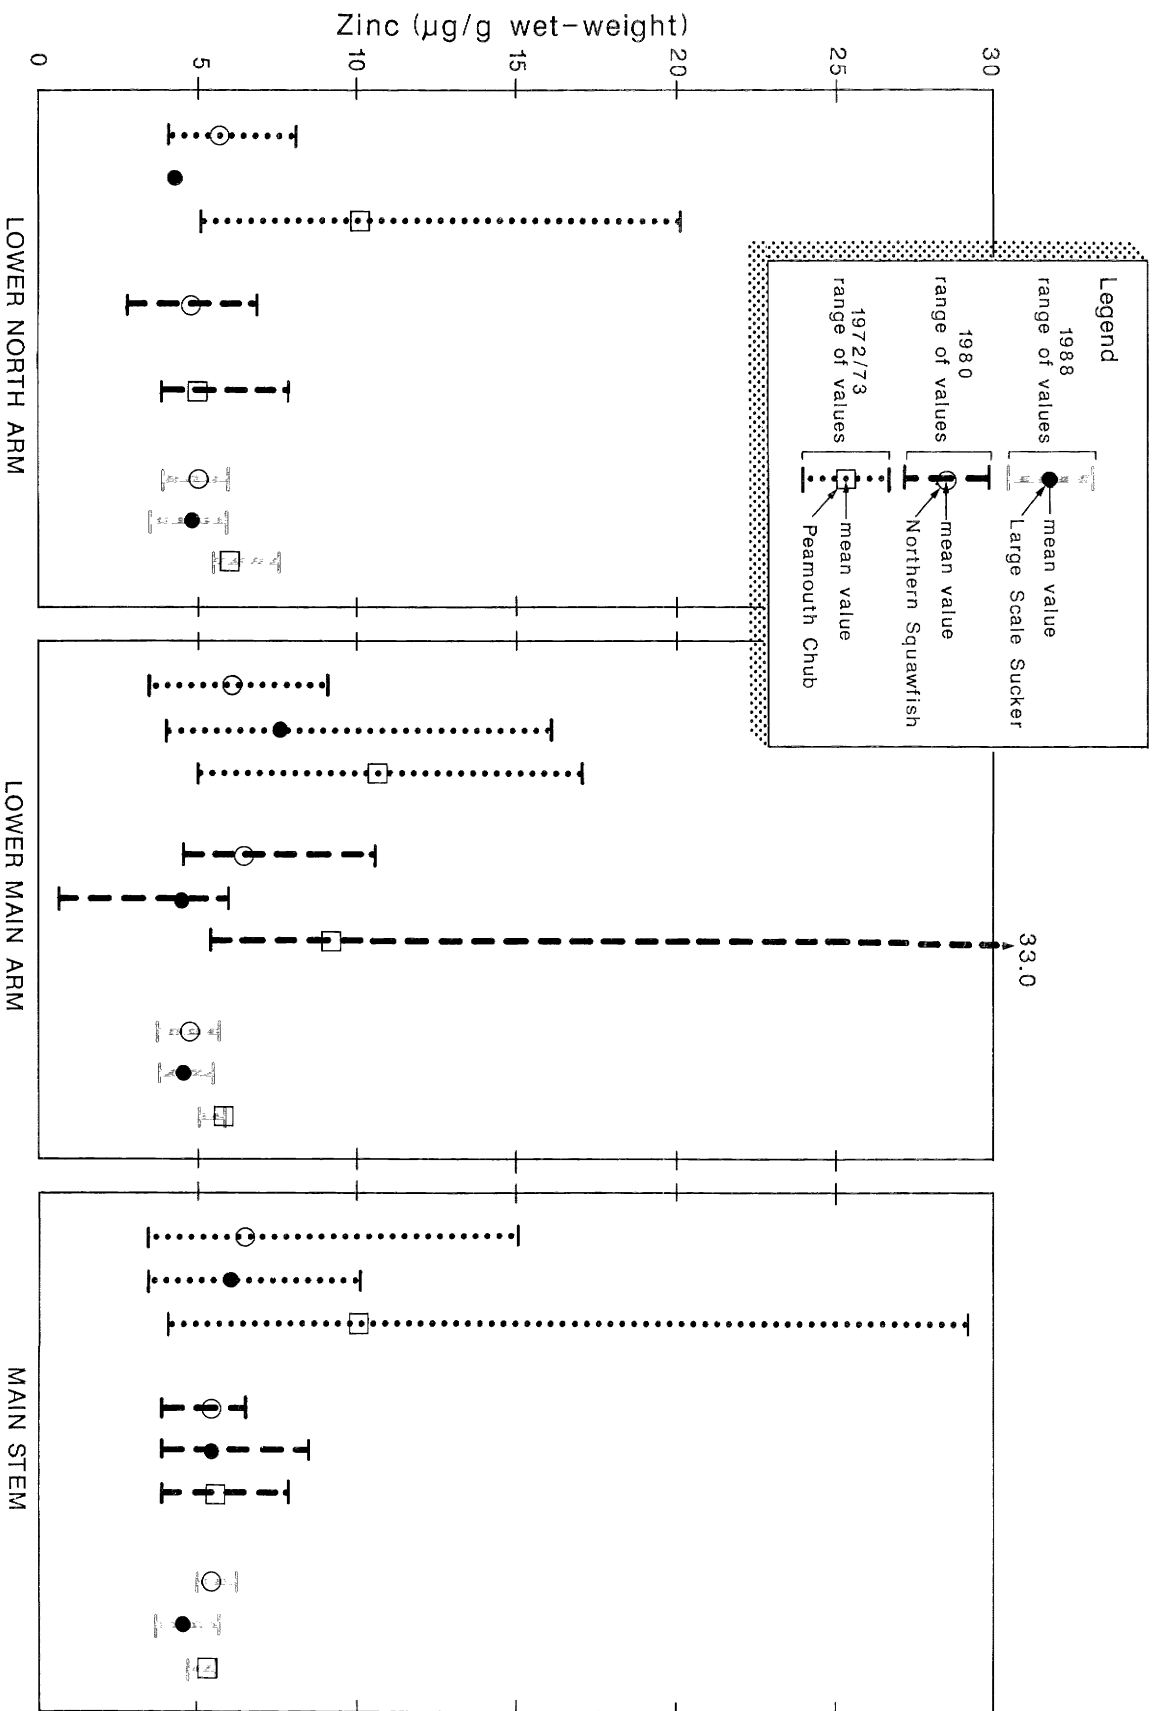 Zinc (µg/g wet-weight)
30
25
20
15
10
5
0
Legend
1988
range of values
mean value
Large Scale Sucker
1980
range of values
mean value
Northern Squawfish
1972/73
range of values
mean value
Peamouth Chub
33.0
LOWER NORTH ARM
LOWER MAIN ARM
MAIN STEM